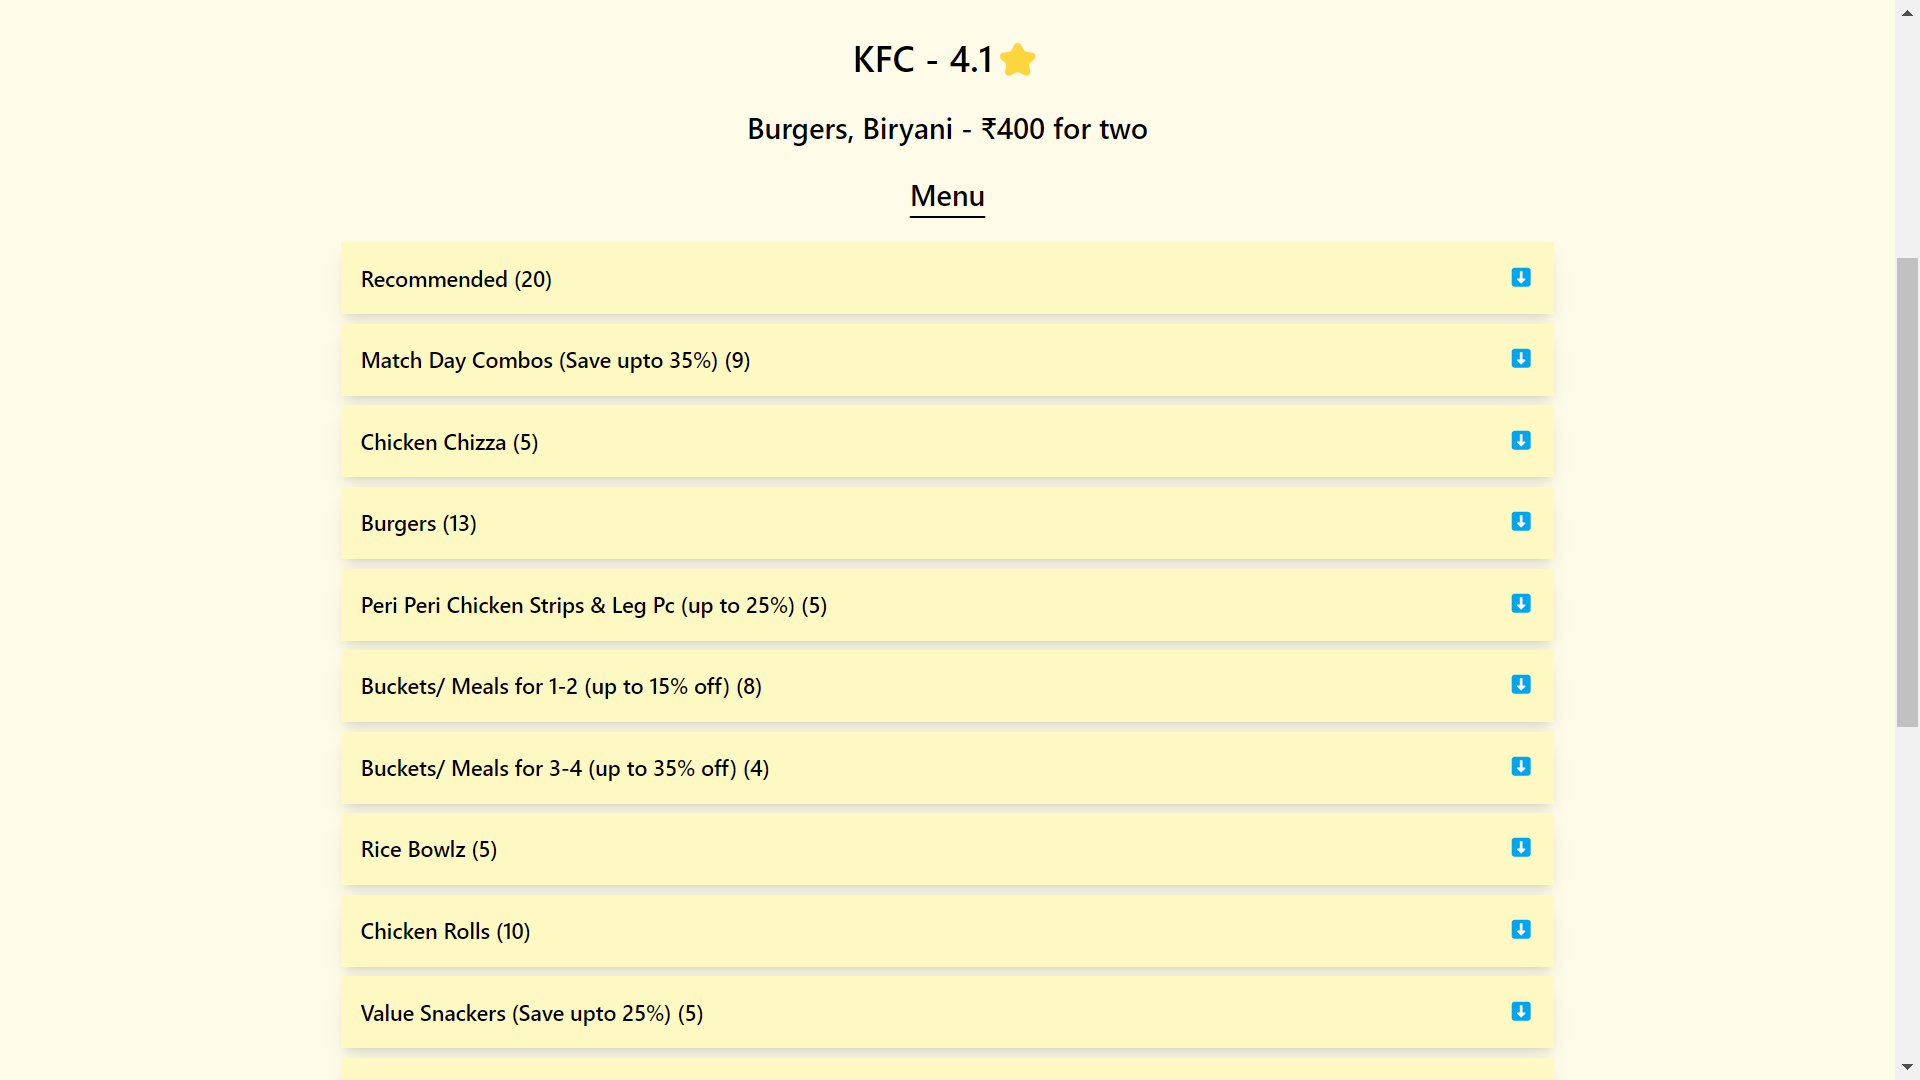 KFC - 4.1⭐
Burgers, Biryani - ₹400 for two
Menu
Recommended (20)
Match Day Combos (Save upto 35%) (9)
Chicken Chizza (5)
Burgers (13)
Peri Peri Chicken Strips & Leg Pc (up to 25%) (5)
Buckets/ Meals for 1-2 (up to 15% off) (8)
Buckets/ Meals for 3-4 (up to 35% off) (4)
Rice Bowlz (5)
Chicken Rolls (10)
Value Snackers (Save upto 25%) (5)